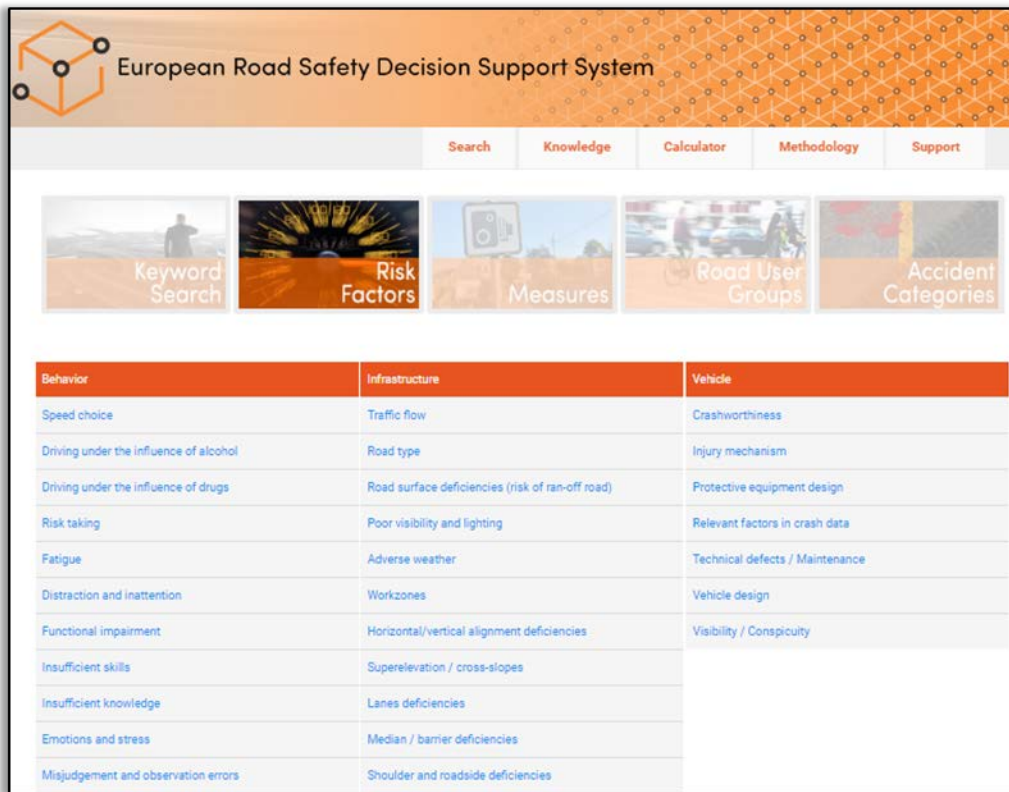 European Road Safety Decision Support System
Search Knowledge Calculator Methodology Support
Keyword Search
Risk Factors
Measures
Road User Groups
Accident Categories
Behavior Infrastructure Vehicle
Speed choice Traffic flow Crashworthiness
Driving under the influence of alcohol Road type Injury mechanism
Driving under the influence of drugs Road surface deficiencies (risk of ran-off road) Protective equipment design
Risk taking Poor visibility and lighting Relevant factors in crash data
Fatigue Adverse weather Technical defects / Maintenance
Distraction and inattention Workzones Vehicle design
Functional impairment Horizontal/vertical alignment deficiencies Visibility / Conspicuity
Insufficient skills Superelevation / cross-slopes
Insufficient knowledge Lanes deficiencies
Emotions and stress Median / barrier deficiencies
Misjudgement and observation errors Shoulder and roadside deficiencies